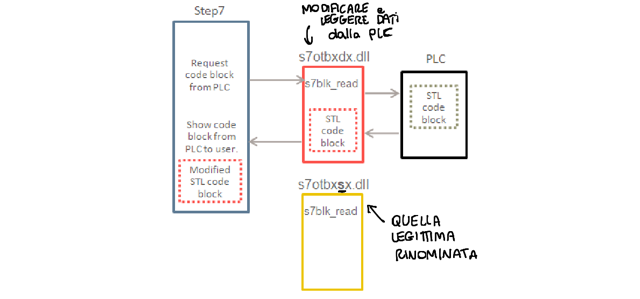 Step7
Request
code block
from PLC
Show code
block from
PLC to user.
Modified
STL code
block
MODIFICARE e
LEGGERE DATI
dalla PLC
s7otbxdx.dll
s7blk_read
STL
code
block
PLC
STL
code
block
s7otbxsx.dll
s7blk_read
QUELLA
LEGITTIMA
RINOMINATA